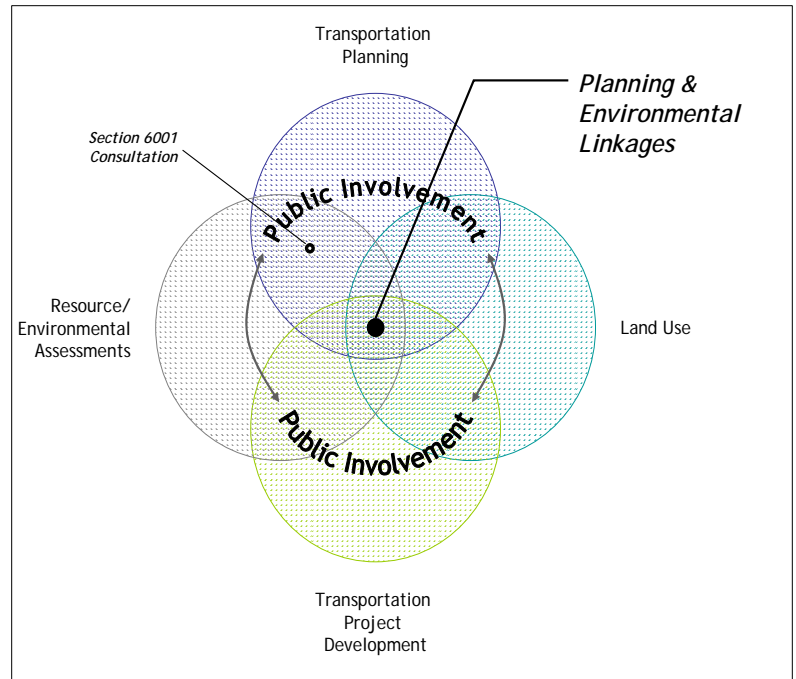 Transportation
Planning
Planning &
Environmental
Linkages
Section 6001
Consultation
Public Involvement
Resource/
Environmental
Assessments
Land Use
Public Involvement
Transportation
Project
Development